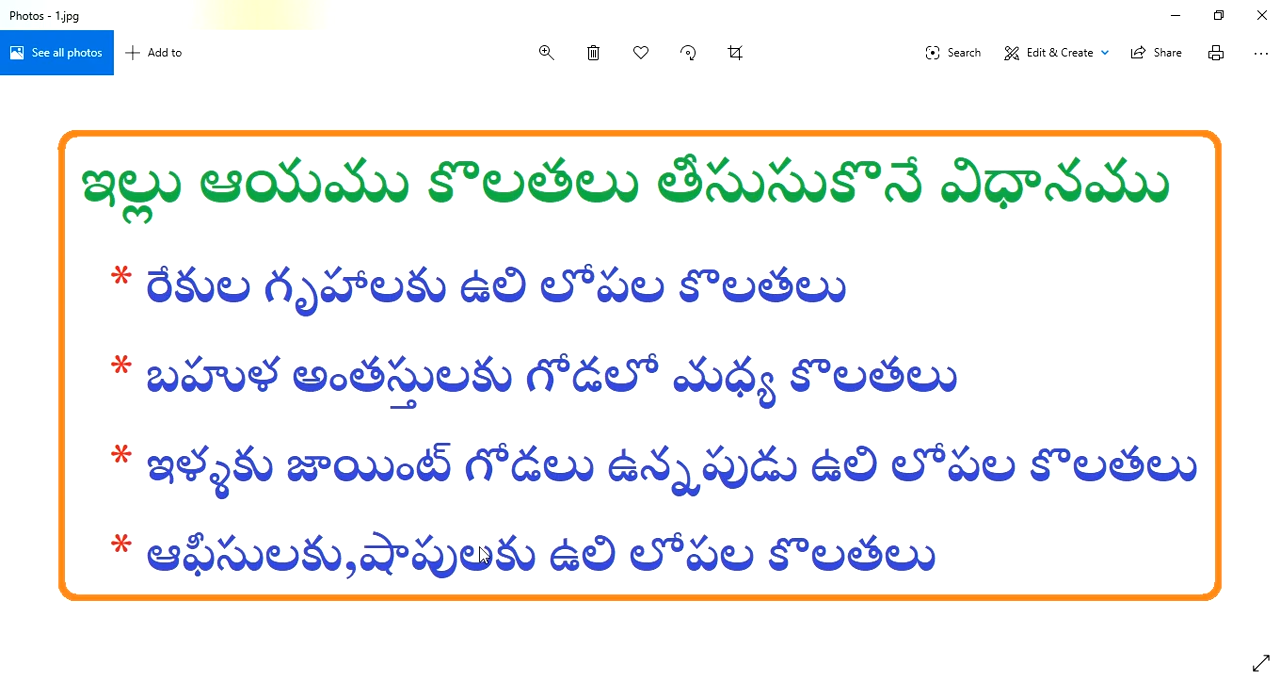 Photos - 1.jpg
See all photos
Add to
Search
Edit & Create
Share
ఇల్లు ఆయము కొలతలు తీసుసుకొనే విధానము
* రేకుల గృహాలకు ఉలి లోపల కొలతలు
* బహుళ అంతస్తులకు గోడలో మధ్య కొలతలు
* ఇళ్ళకు జాయింట్ గోడలు ఉన్నపుడు ఉలి లోపల కొలతలు
* ఆఫీసులకు,షాపులకు ఉలి లోపల కొలతలు